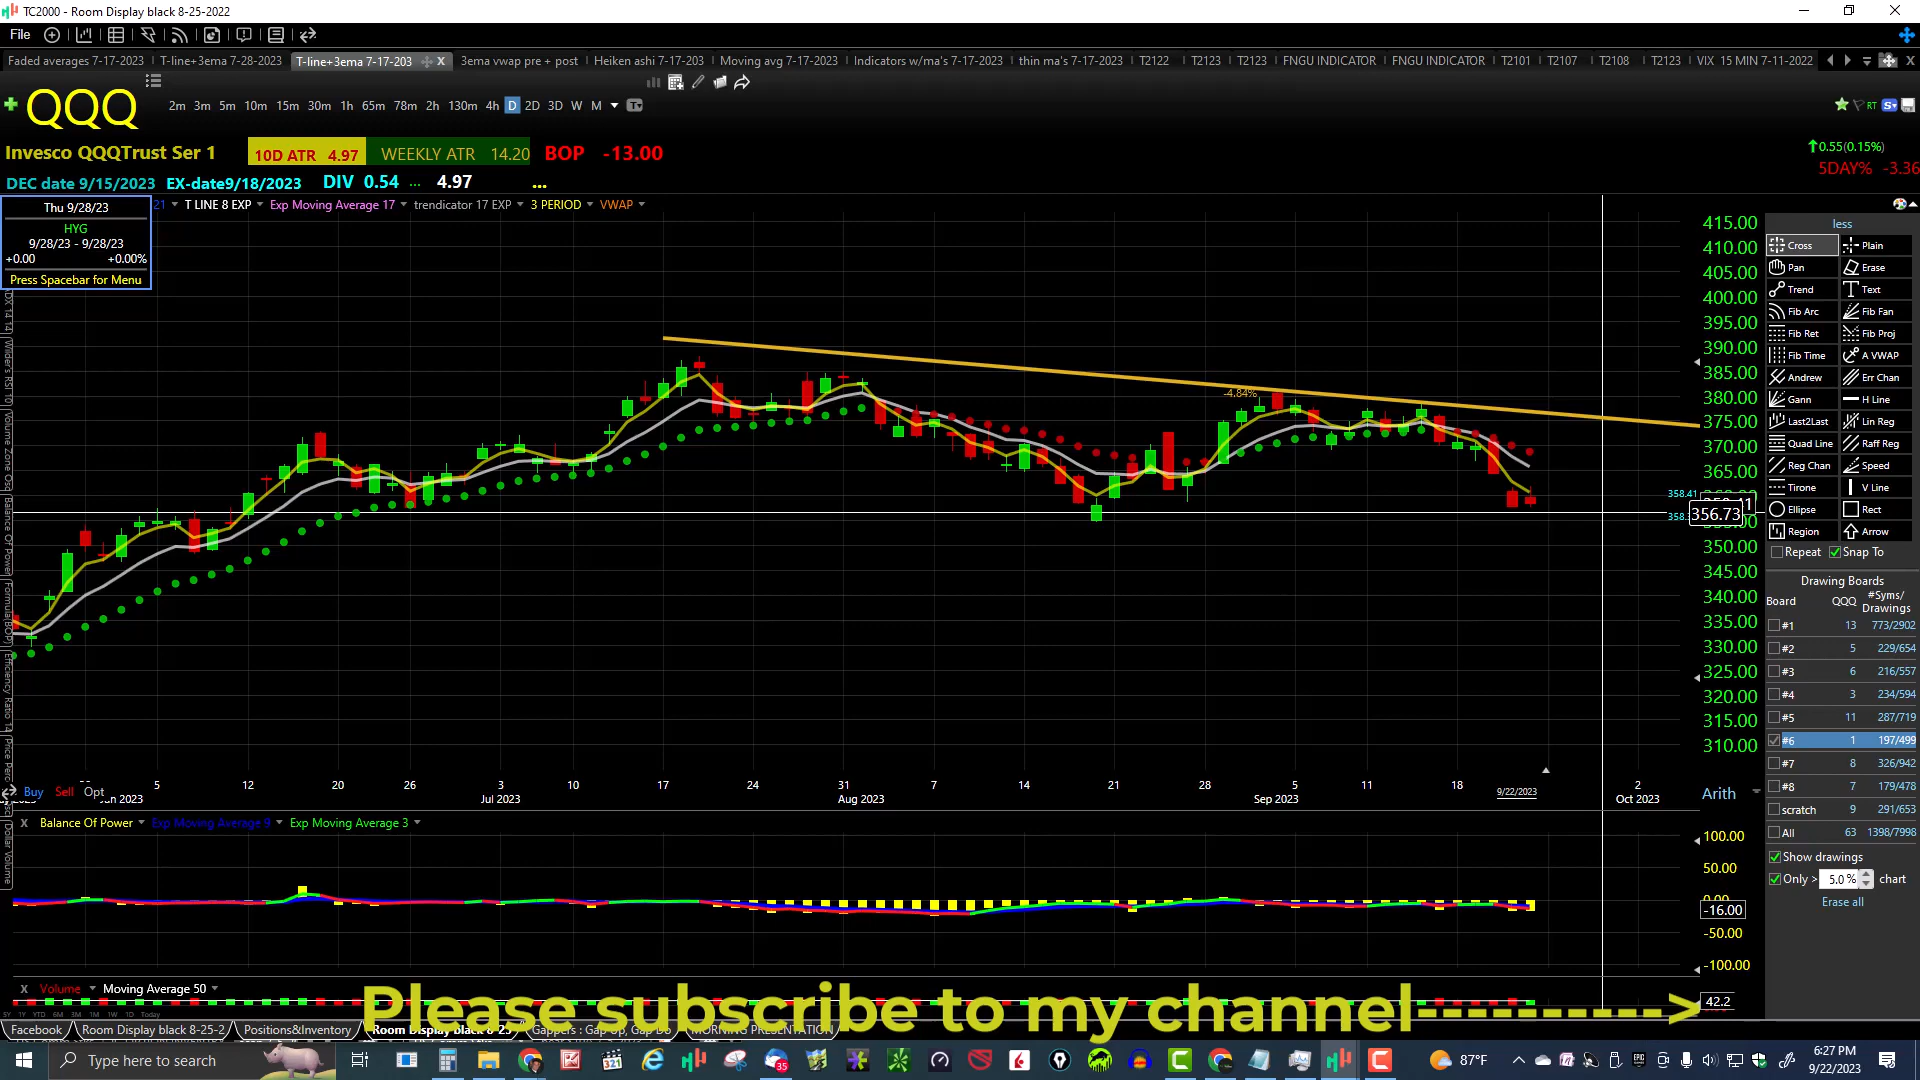 TC2000 - Room Display black 8-25-2022
File
Faded averages 7-17-2023 T-line+3ema 7-28-2023 T-line+3ema 7-17-203 X 3ema vwap pre + post Heiken ashi 7-17-203 Moving avg 7-17-2023 Indicators w/ma's 7-17-2023 thin ma's 7-17-2023 T2122 T2123 T2123 FNGU INDICATOR FNGU INDICATOR T2101 T2107 T2108 T2123 VIX 15 MIN 7-11-2022
QQQ
2m 3m 5m 10m 15m 30m 1h 65m 78m 2h 130m 4h D 2D 3D W M
RT
Invesco QQQTrust Ser 1 10D ATR 4.97 WEEKLY ATR 14.20 BOP -13.00
0.55(0.15%)
5DAY% -3.36
DEC date 9/15/2023 EX-date9/18/2023 DIV 0.54 ... 4.97 ...
Thu 9/28/23
HYG
9/28/23 - 9/28/23
+0.00 +0.00%
Press Spacebar for Menu
21 T LINE 8 EXP Exp Moving Average 17 trendicator 17 EXP 3 PERIOD VWAP
415.00
410.00
405.00
400.00
395.00
390.00
385.00
380.00
375.00
370.00
365.00
358.41
356.73
350.00
345.00
340.00
335.00
330.00
325.00
320.00
315.00
310.00
-4.84%
less
Cross Plain
Pan Erase
Trend Text
Fib Arc Fib Fan
Fib Ret Fib Proj
Fib Time A VWAP
Andrew Err Chan
Gann H Line
Last2Last Lin Reg
Quad Line Raff Reg
Reg Chan Speed
Tirone V Line
Ellipse Rect
Region Arrow
Repeat Snap To
Drawing Boards
Board QQQ #Syms/
Drawings
#1 13 773/2902
#2 5 229/654
#3 6 216/557
#4 3 234/594
#5 11 287/719
#6 1 197/499
#7 8 326/942
#8 7 179/478
scratch 9 291/653
All 63 1398/7998
Show drawings
Only > 5.0 % chart
Erase all
5 12 20 26 3 10 17 24 31 7 14 21 28 5 11 18 9/22/2023 2
Jul 2023 Aug 2023 Sep 2023 Oct 2023
Buy Sell Opt
Arith
X Balance Of Power Exp Moving Average 9 Exp Moving Average 3
100.00
50.00
-16.00
-50.00
-100.00
X Volume Moving Average 50
42.2
Please subscribe to my channel---------->
Facebook Room Display black 8-25-2 Positions&Inventory Room Display black 8-25 Gappers : Gap Up, Gap Do MORNING PRESENTATION
Type here to search
35
87°F
6:27 PM
9/22/2023